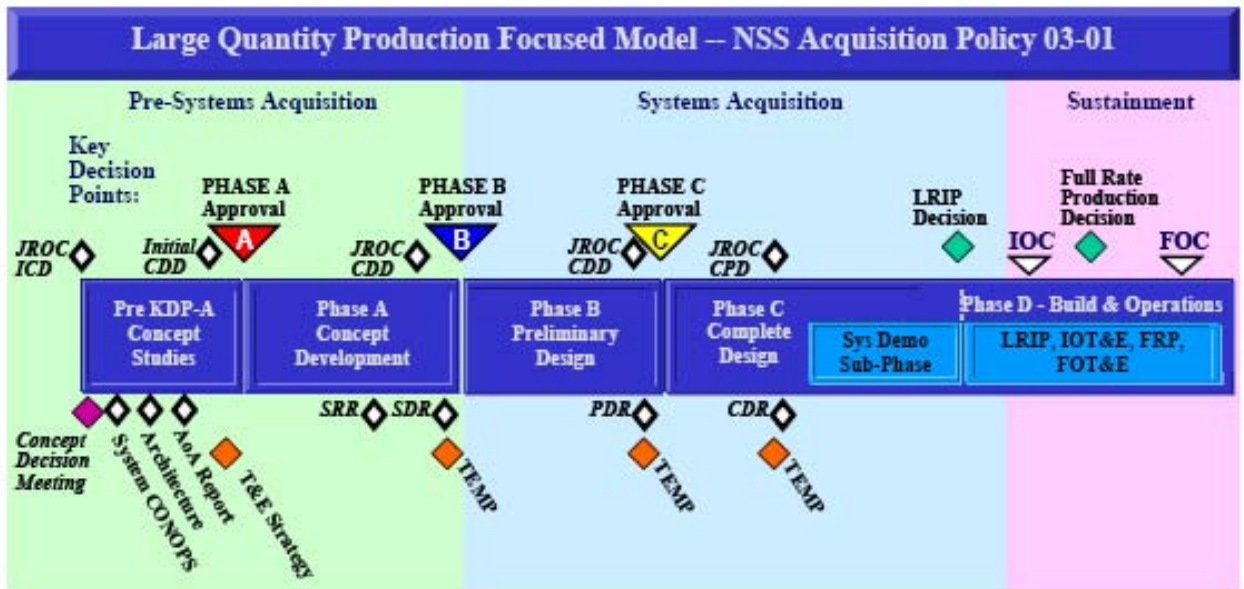 Large Quantity Production Focused Model -- NSS Acquisition Policy 03-01
Pre-Systems Acquisition
Systems Acquisition
Sustainment
Key
Decision
Points:
PHASE A
Approval
PHASE B
Approval
PHASE C
Approval
LRIP
Decision
Full Rate
Production
Decision
JROC
ICD
Initial
CDD
A
JROC
CDD
B
JROC
CDD
C
JROC
CPD
IOC
FOC
Pre KDP-A
Concept
Studies
Phase A
Concept
Development
Phase B
Preliminary
Design
Phase C
Complete
Design
Sys Demo
Sub-Phase
Phase D - Build & Operations
LRIP, IOT&E, FRP,
FOT&E
Concept
Decision
Meeting
System CONOPS
Architecture
AoA Report
T&E Strategy
SRR
SDR
TEMP
PDR
TEMP
CDR
TEMP